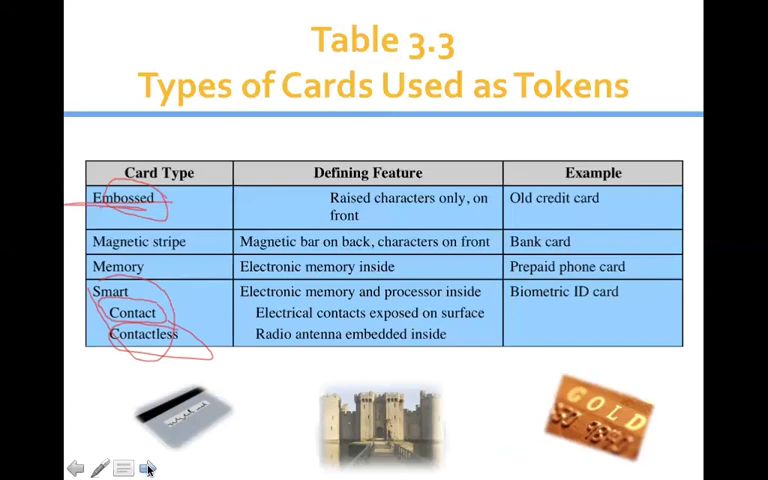 Table 3.3
Types of Cards Used as Tokens
Card Type Defining Feature Example
Embossed Raised characters only, on Old credit card
front
Magnetic stripe Magnetic bar on back, characters on front Bank card
Memory Electronic memory inside Prepaid phone card
Smart Electronic memory and processor inside Biometric ID card
Contact Electrical contacts exposed on surface
Contactless Radio antenna embedded inside
GOLD